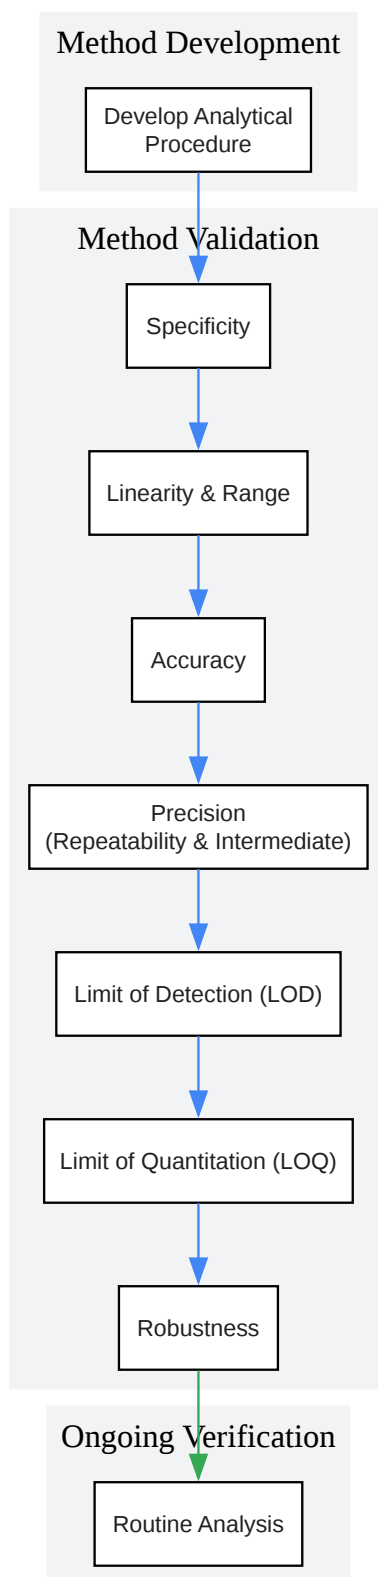 Method Development
Develop Analytical
Procedure
Method Validation
Specificity
Linearity & Range
Accuracy
Precision
(Repeatability & Intermediate)
Limit of Detection (LOD)
Limit of Quantitation (LOQ)
Robustness
Ongoing Verification
Routine Analysis